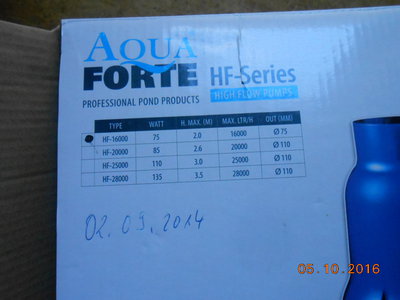 AQUA
FORTE HF-Series
HIGH FLOW PUMPS
PROFESSIONAL POND PRODUCTS
TYPE WATT H. MAX. (M) MAX. LTR/H OUT (MM)
HF-16000 75 2.0 16000 Ø 75
HF-20000 85 2.6 20000 Ø 110
HF-25000 110 3.0 25000 Ø 110
HF-28000 135 3.5 28000 Ø 110
02.09.2014
05.10.2016